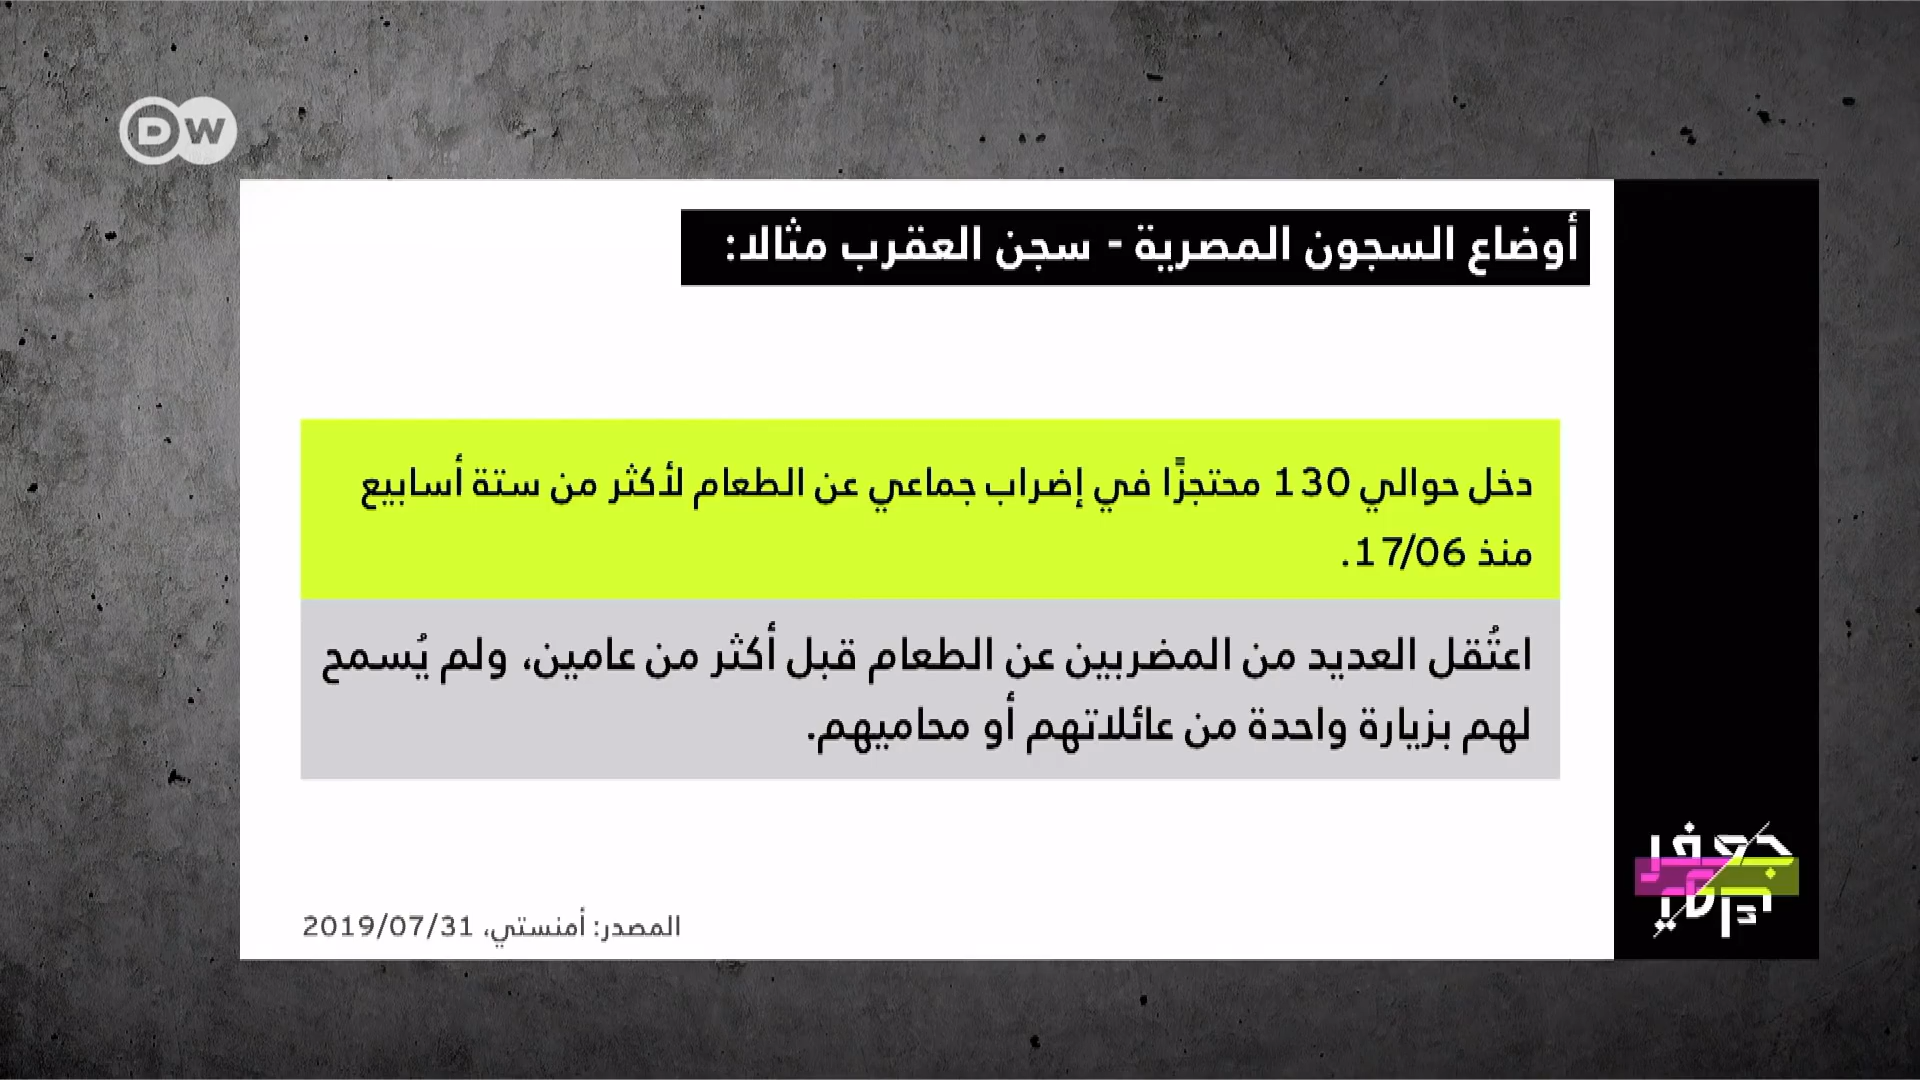 DW
أوضاع السجون المصرية - سجن العقرب مثالا:
دخل حوالي 130 محتجزًا في إضراب جماعي عن الطعام لأكثر من ستة أسابيع
منذ 17/06.
اعتُقل العديد من المضربين عن الطعام قبل أكثر من عامين، ولم يُسمح
لهم بزيارة واحدة من عائلاتهم أو محاميهم.
المصدر: أمنستي، 2019/07/31
جعفر
توك